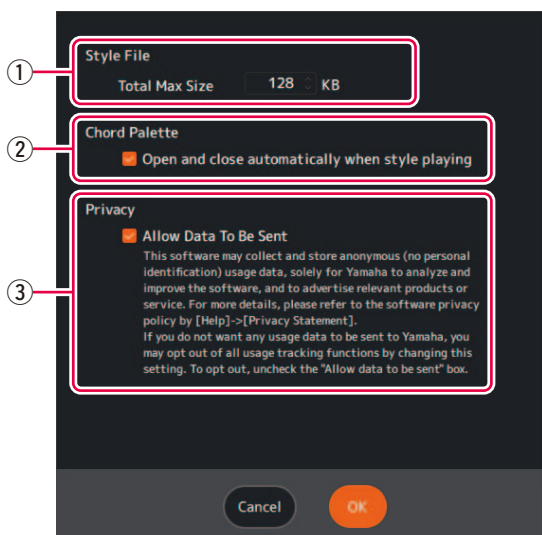 ① Style File
Total Max Size 128 KB
② Chord Palette
Open and close automatically when style playing
Privacy
Allow Data To Be Sent
This software may collect and store anonymous (no personal
identification) usage data, solely for Yamaha to analyze and
③ improve the software, and to advertise relevant products or
service. For more details, please refer to the software privacy
policy by [Help]->[Privacy Statement].
If you do not want any usage data to be sent to Yamaha, you
may opt out of all usage tracking functions by changing this
setting. To opt out, uncheck the "Allow data to be sent" box.
Cancel OK